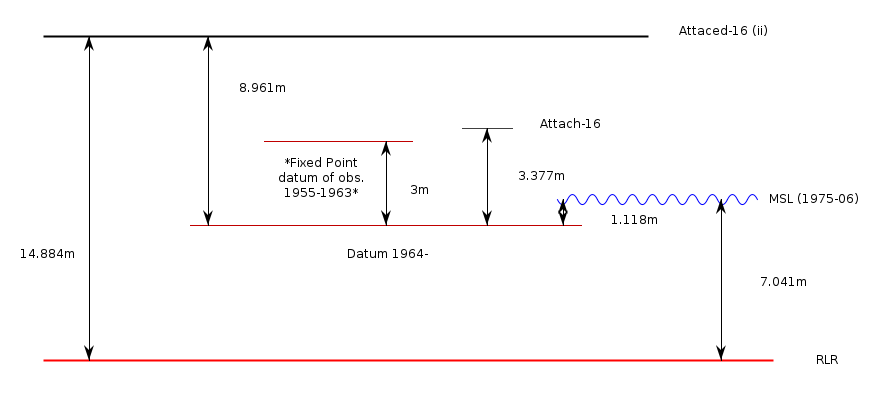 Attaced-16 (ii)
8.961m
Attach-16
*Fixed Point
datum of obs.
1955-1963*
3.377m
3m
MSL (1975-06)
1.118m
14.884m
Datum 1964-
7.041m
RLR